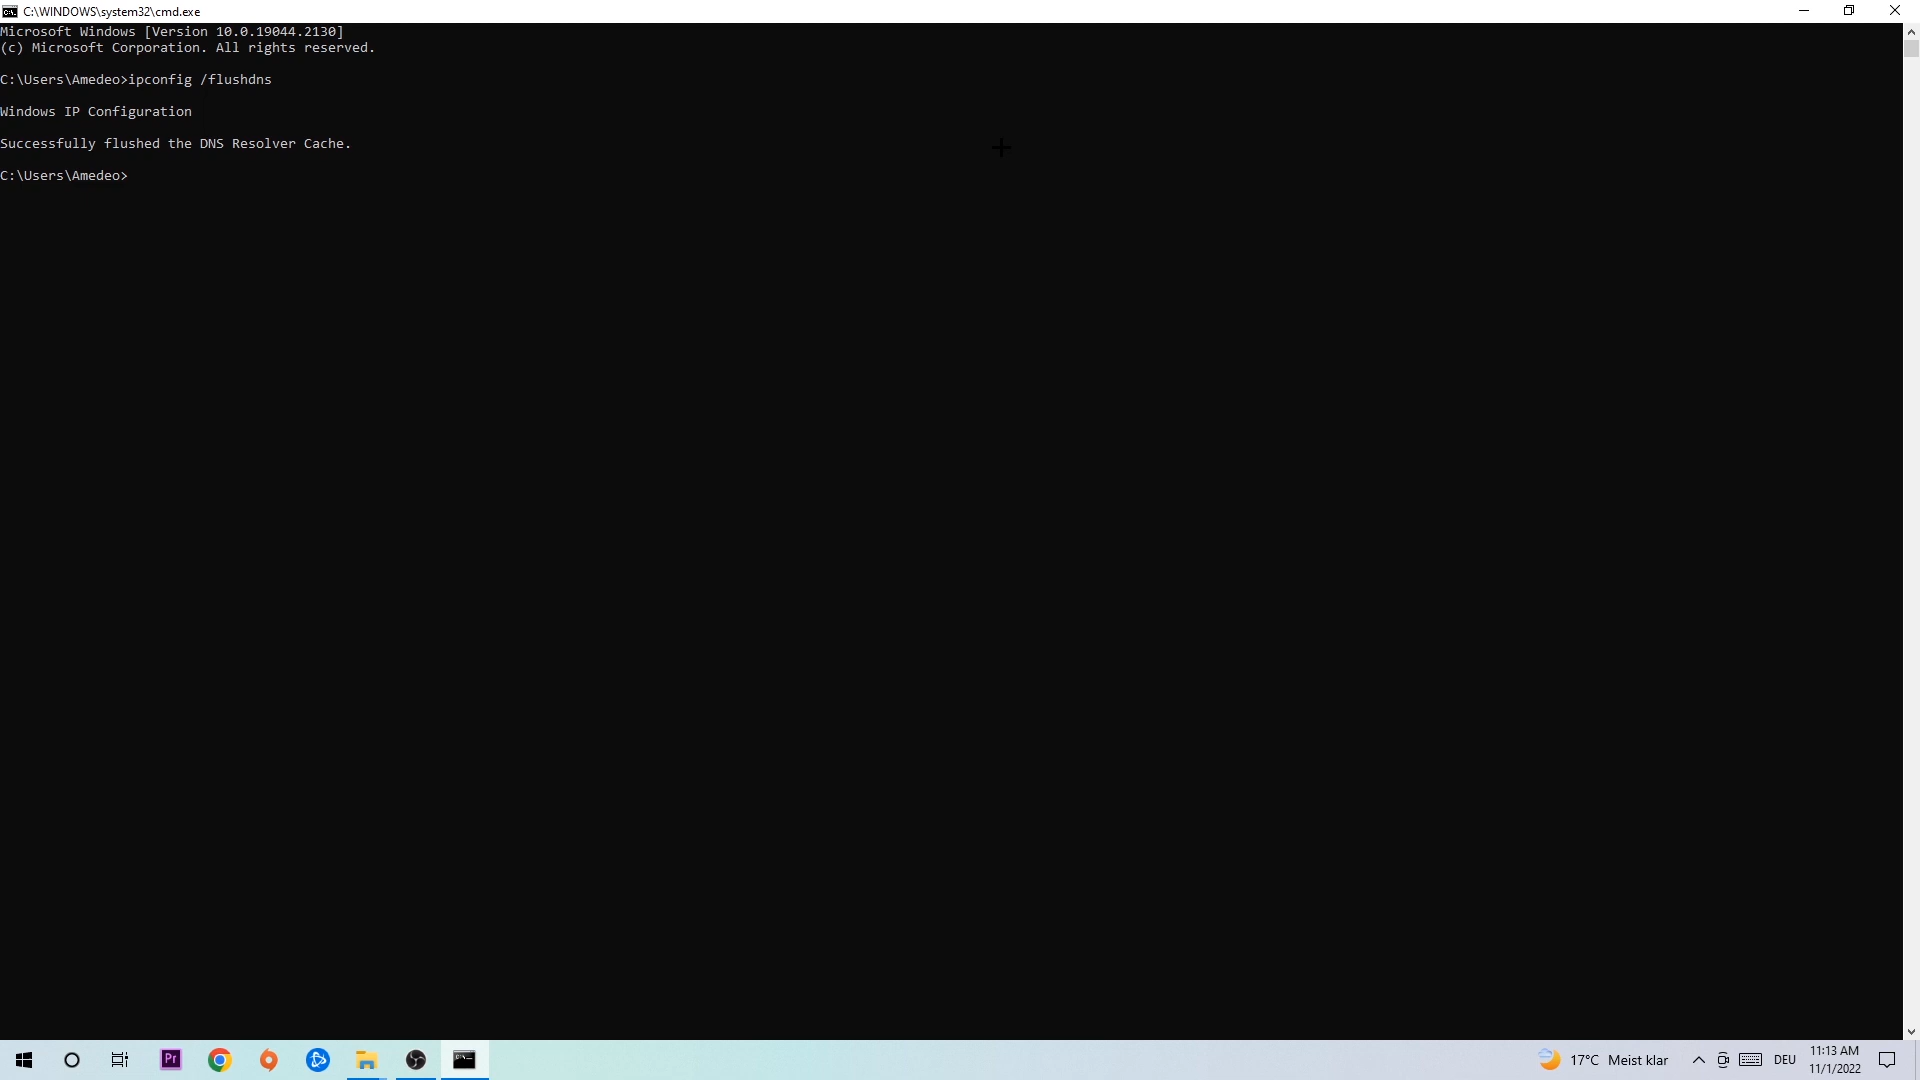 C:\WINDOWS\system32\cmd.exe
Microsoft Windows [Version 10.0.19044.2130]
(c) Microsoft Corporation. All rights reserved.
C:\Users\Amedeo>ipconfig /flushdns
Windows IP Configuration
Successfully flushed the DNS Resolver Cache.
C:\Users\Amedeo>
Pr
17°C Meist klar
DEU
11:13 AM
11/1/2022